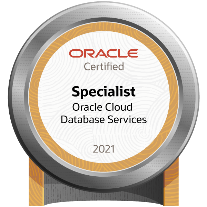 ORACLE
Certified
Specialist
Oracle Cloud
Database Services
2021